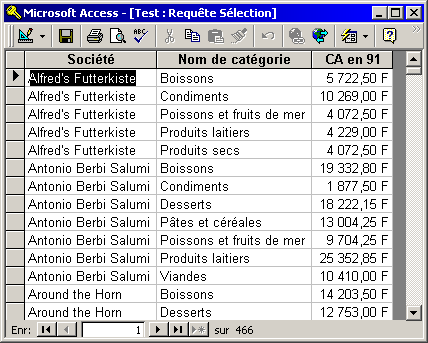 Microsoft Access - [Test : Requête Sélection]
Société Nom de catégorie CA en 91
Alfred's Futterkiste Boissons 5 722,50 F
Alfred's Futterkiste Condiments 10 269,00 F
Alfred's Futterkiste Poissons et fruits de mer 4 072,50 F
Alfred's Futterkiste Produits laitiers 4 229,00 F
Alfred's Futterkiste Produits secs 4 072,50 F
Antonio Berbi Salumi Boissons 19 332,80 F
Antonio Berbi Salumi Condiments 1 877,50 F
Antonio Berbi Salumi Desserts 18 222,15 F
Antonio Berbi Salumi Pâtes et céréales 13 004,25 F
Antonio Berbi Salumi Poissons et fruits de mer 9 704,25 F
Antonio Berbi Salumi Produits laitiers 25 352,85 F
Antonio Berbi Salumi Viandes 10 410,00 F
Around the Horn Boissons 14 203,50 F
Around the Horn Desserts 12 753,00 F
Enr: 1 sur 466